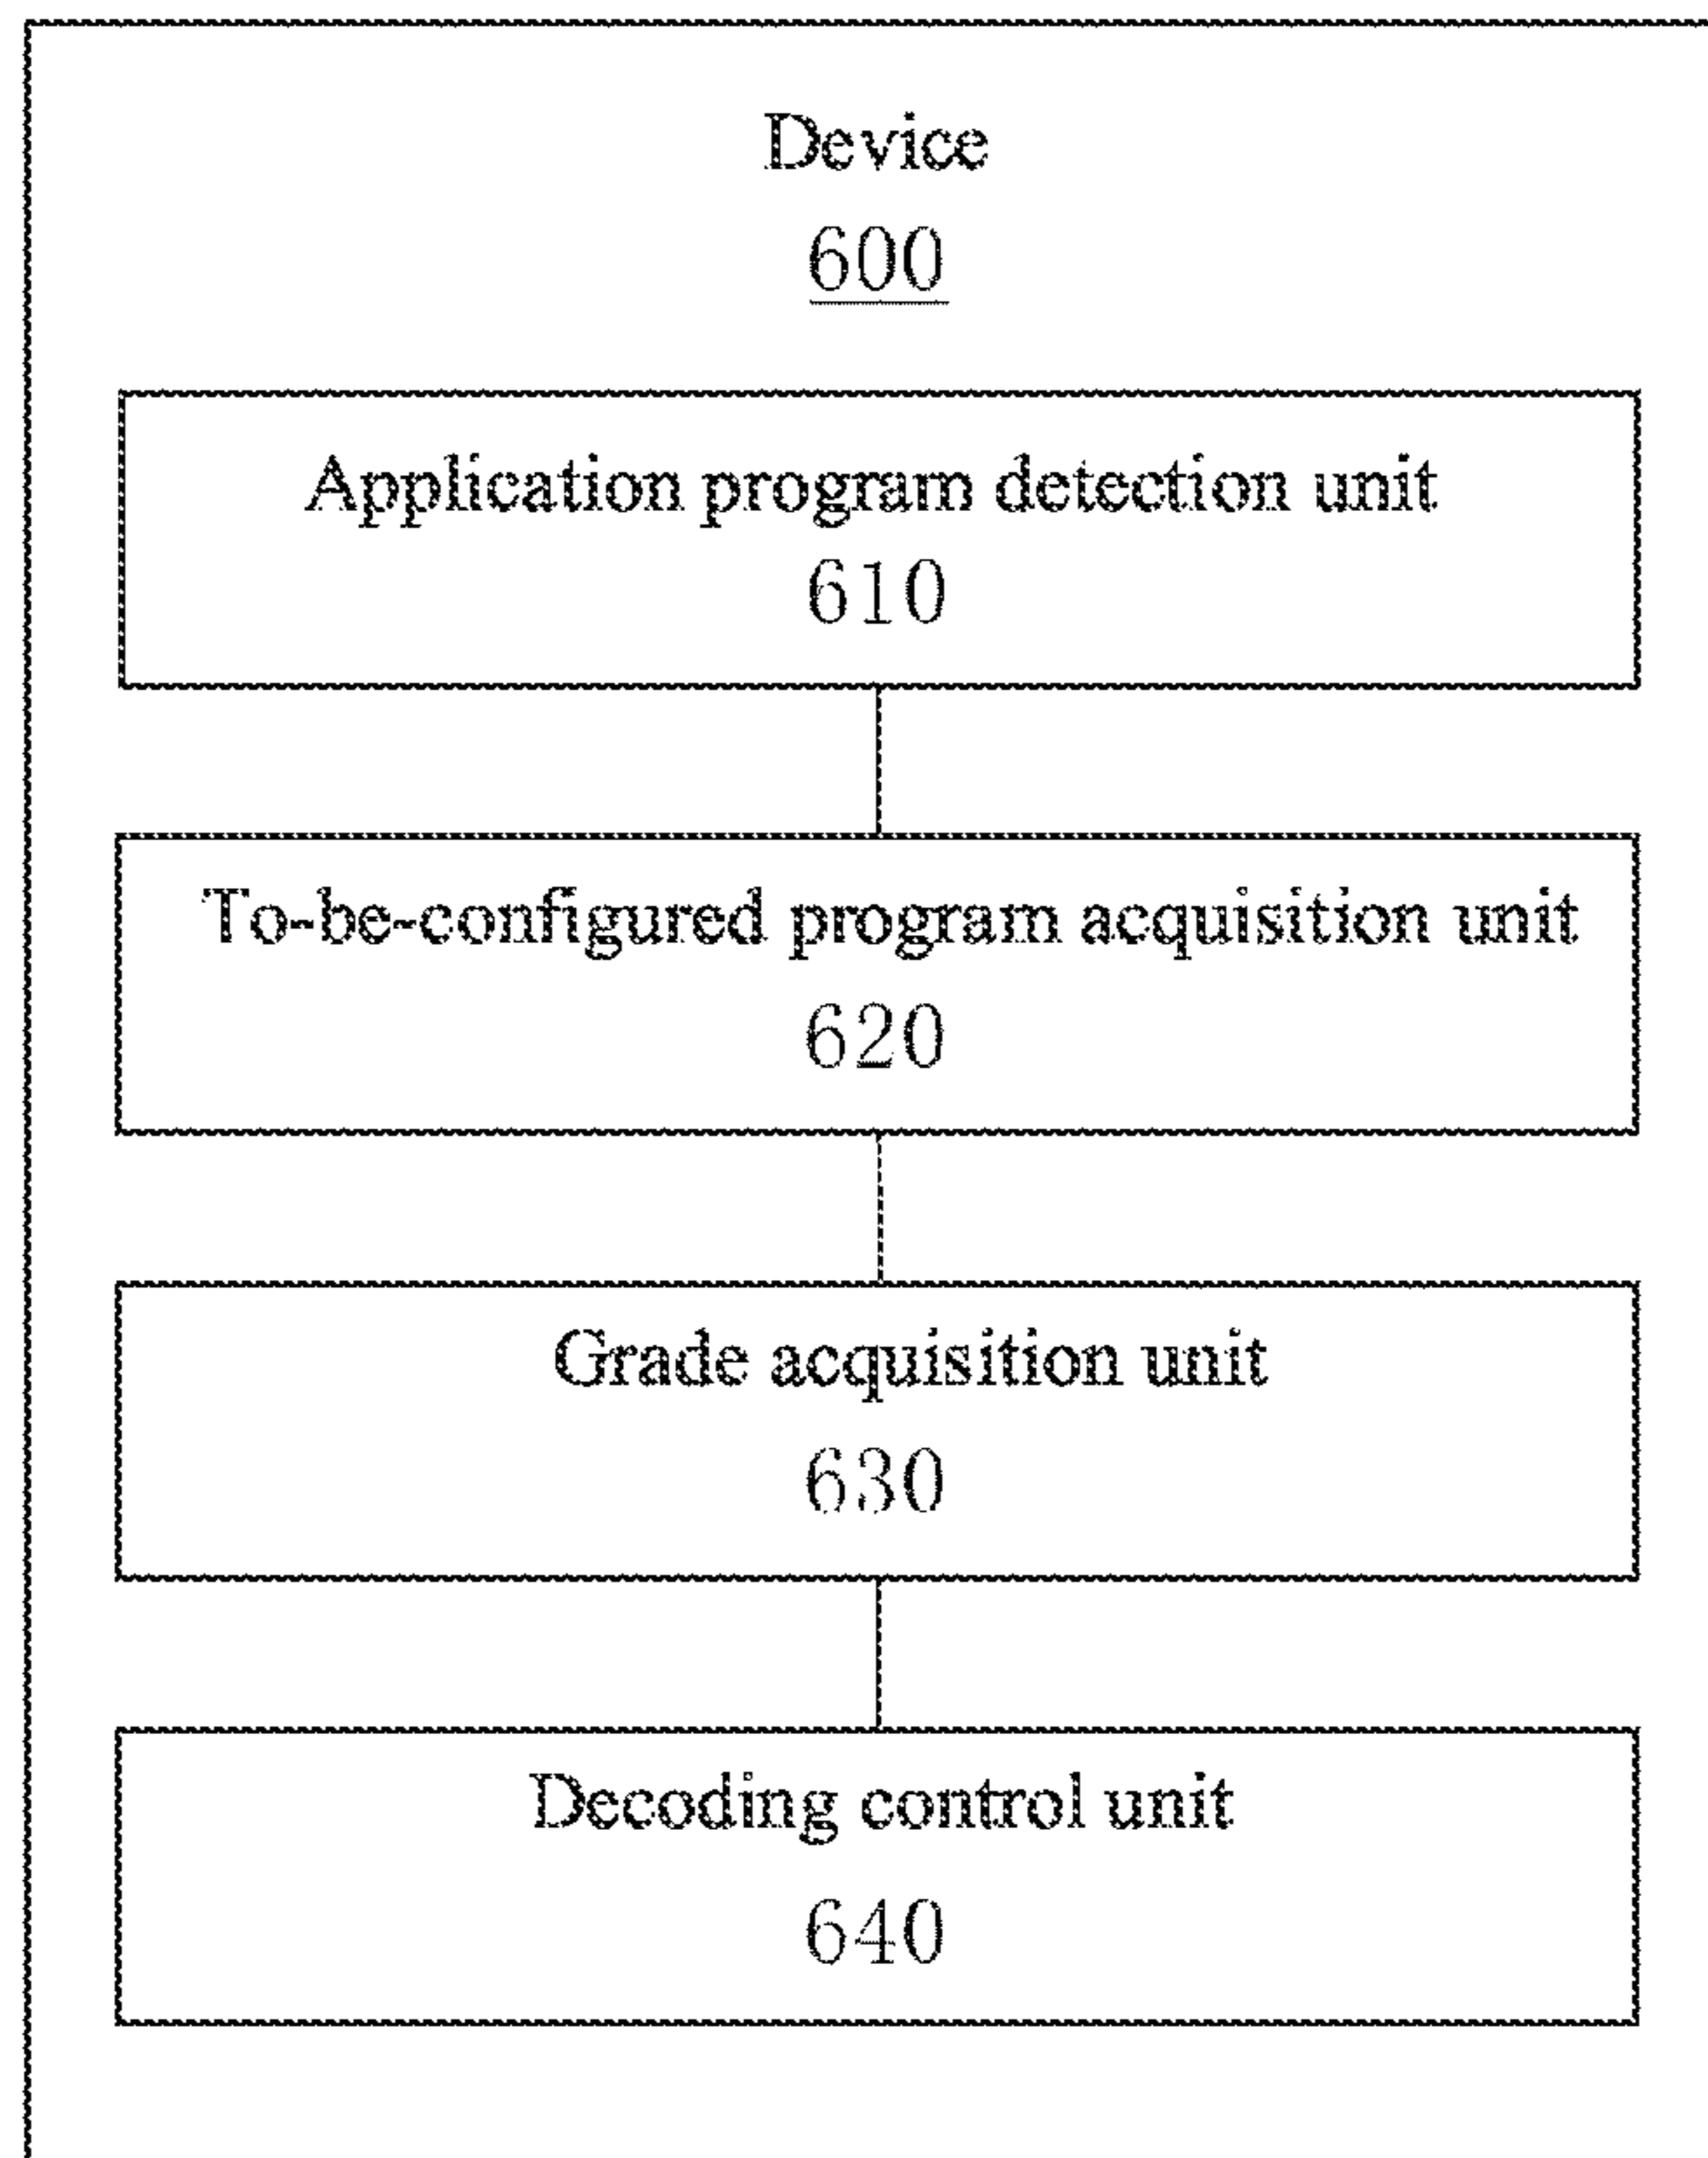 Device
600
Application program detection unit
610
To-be-configured program acquisition unit
620
Grade acquisition unit
630
Decoding control unit
640